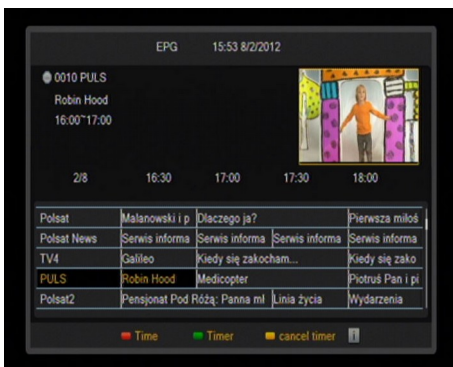 EPG 15:53 8/2/2012
0010 PULS
Robin Hood
16:00~17:00
2/8 16:30 17:00 17:30 18:00
Polsat Malanowski i p Dlaczego ja? Pierwsza miloś
Polsat News Serwis informa Serwis informa Serwis informa Serwis informa
TV4 Galileo Kiedy się zakocham... Kiedy się zako
PULS Robin Hood Medicopter Piotruś Pan i pi
Polsat2 Pensjonat Pod Różą: Panna mł Linia życia Wydarzenia
Time Timer cancel timer i